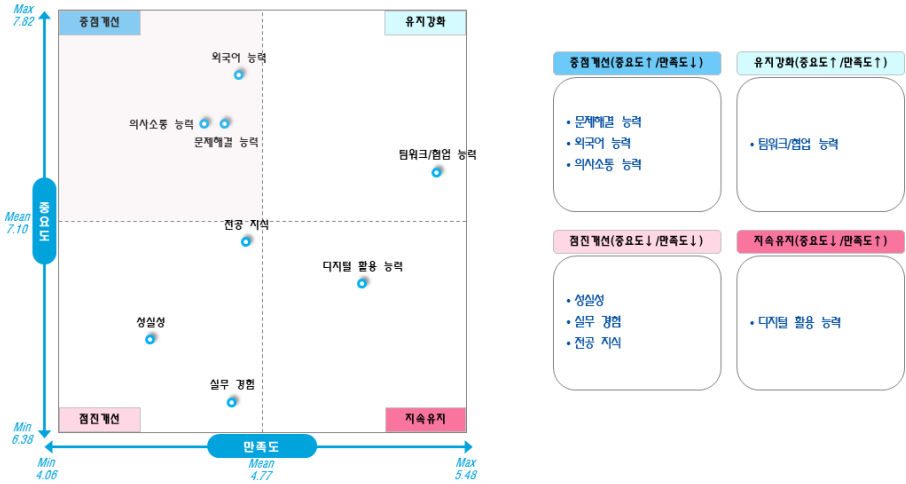 Max
7.82
중점개선
유지강화
외국어 능력
의사소통 능력
문제해결 능력
팀워크/협업 능력
중요도
Mean
7.10
전공 지식
디지털 활용 능력
성실성
실무 경험
점진개선
지속유지
Min
6.38
만족도
Min
4.06
Mean
4.77
Max
5.48
중점개선(중요도↑/만족도↓)
• 문제해결 능력
• 외국어 능력
• 의사소통 능력
유지강화(중요도↑/만족도↑)
• 팀워크/협업 능력
점진개선(중요도↓/만족도↓)
• 성실성
• 실무 경험
• 전공 지식
지속유지(중요도↓/만족도↑)
• 디지털 활용 능력